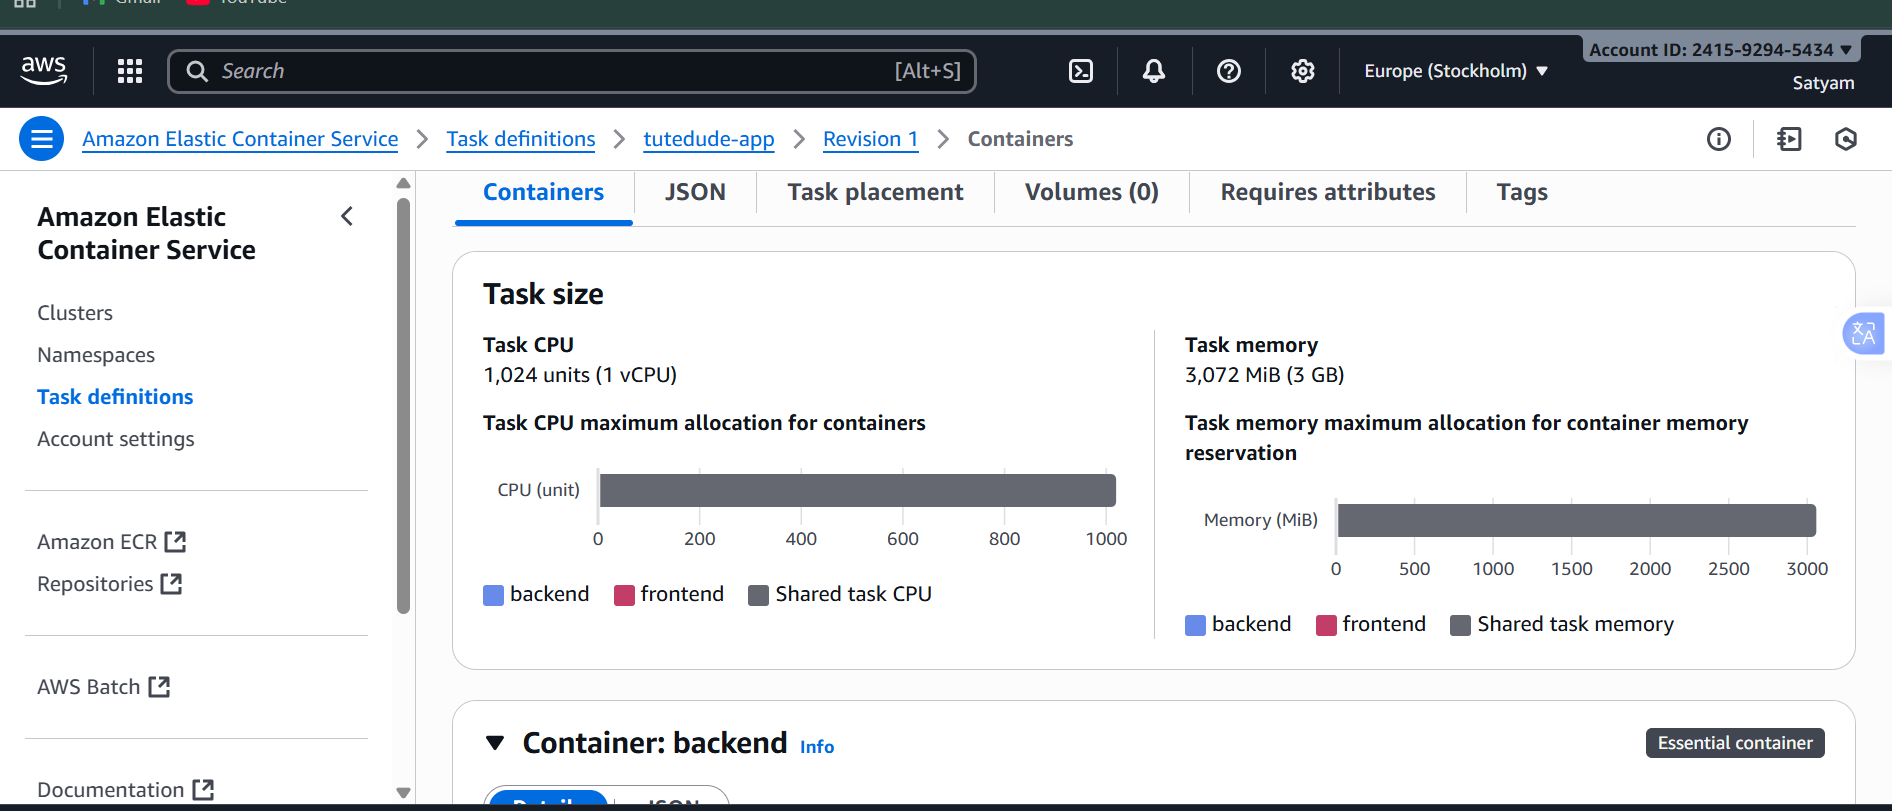 Gmail
YouTube
aws
Search
[Alt+S]
Europe (Stockholm)
Account ID: 2415-9294-5434
Satyam
Amazon Elastic Container Service
Task definitions
tutedude-app
Revision 1
Containers
Amazon Elastic
Container Service
Clusters
Namespaces
Task definitions
Account settings
Amazon ECR
Repositories
AWS Batch
Documentation
Containers
JSON
Task placement
Volumes (0)
Requires attributes
Tags
Task size
Task CPU
1,024 units (1 vCPU)
Task CPU maximum allocation for containers
CPU (unit)
0 200 400 600 800 1000
backend frontend Shared task CPU
Task memory
3,072 MiB (3 GB)
Task memory maximum allocation for container memory
reservation
Memory (MiB)
0 500 1000 1500 2000 2500 3000
backend frontend Shared task memory
Container: backend Info
Essential container
Details JSON